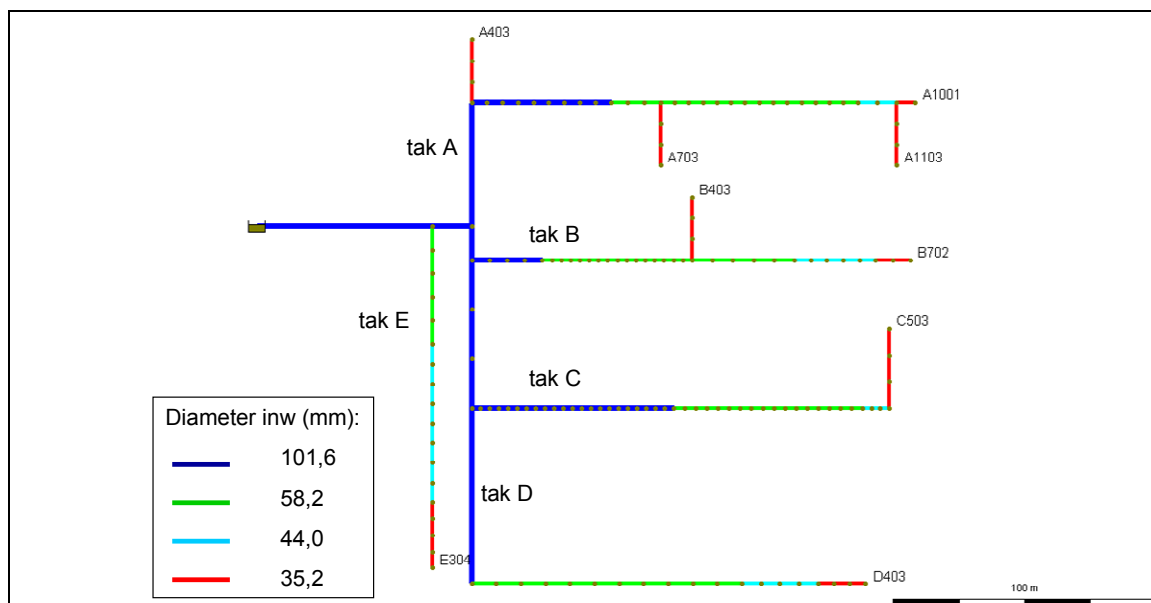 A403
A1001
tak A
A703
A1103
B403
tak B
B702
tak E
C503
tak C
Diameter inw (mm):
101,6
58,2
44,0
35,2
tak D
E304
D403
100 m